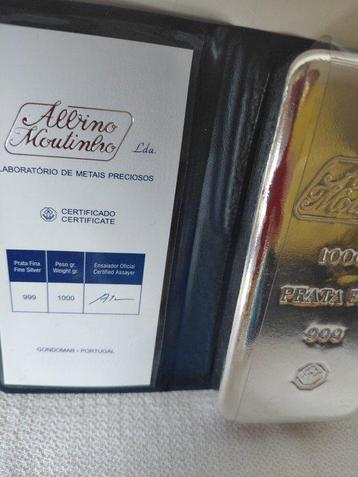 Albino
Moutinho Lda.
LABORATÓRIO DE METAIS PRECIOSOS
CERTIFICADO
CERTIFICATE
Prata Fina
Fine Silver
Peso gr.
Weight gr.
Ensaiador Oficial
Certified Assayer
999
1000
GONDOMAR - PORTUGAL
1000
PRATA F
999